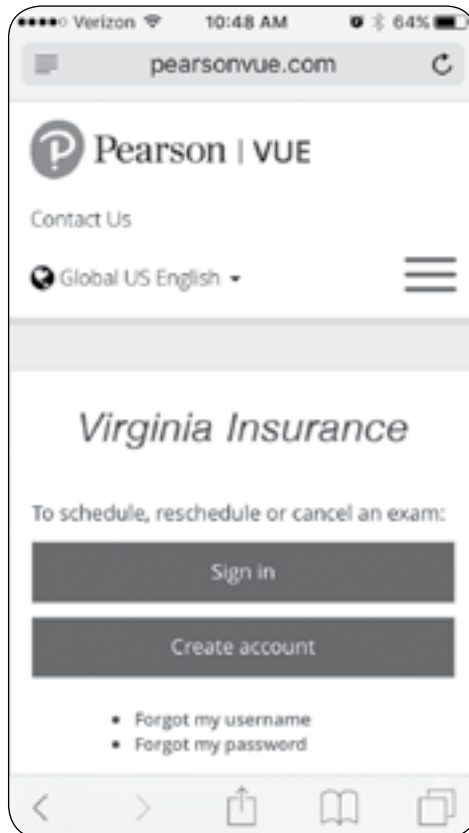 Verizon 10:48 AM 64%
pearsonvue.com
Pearson | VUE
Contact Us
Global US English
Virginia Insurance
To schedule, reschedule or cancel an exam:
Sign in
Create account
• Forgot my username
• Forgot my password